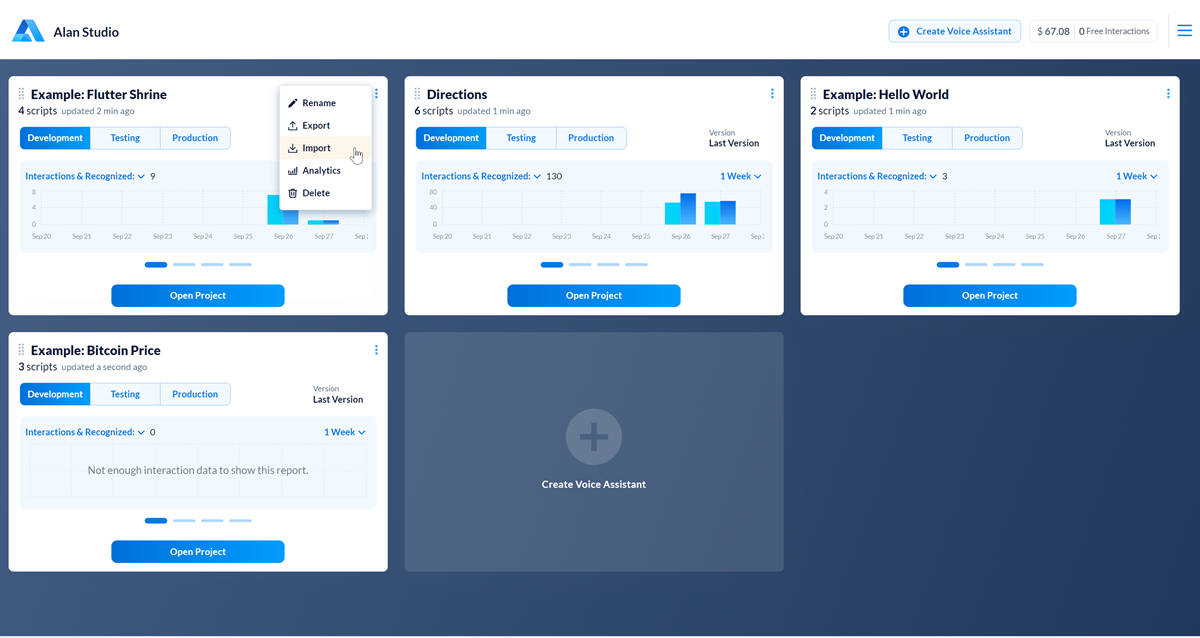 Alan Studio
Create Voice Assistant
$ 67.08
0 Free Interactions
Example: Flutter Shrine
4 scripts updated 2 min ago
Development
Testing
Production
Rename
Export
Import
Analytics
Delete
Interactions & Recognized: 9
8
4
0
Sep 20 Sep 21 Sep 22 Sep 23 Sep 24 Sep 25 Sep 26 Sep 27
Open Project
Directions
6 scripts updated 1 min ago
Development
Testing
Production
Version
Last Version
Interactions & Recognized: 130
1 Week
80
40
0
Sep 20 Sep 21 Sep 22 Sep 23 Sep 24 Sep 25 Sep 26 Sep 27
Open Project
Example: Hello World
2 scripts updated 1 min ago
Development
Testing
Production
Version
Last Version
Interactions & Recognized: 3
1 Week
4
2
0
Sep 20 Sep 21 Sep 22 Sep 23 Sep 24 Sep 25 Sep 26 Sep 27
Open Project
Example: Bitcoin Price
3 scripts updated a second ago
Development
Testing
Production
Version
Last Version
Interactions & Recognized: 0
1 Week
Not enough interaction data to show this report.
Open Project
Create Voice Assistant